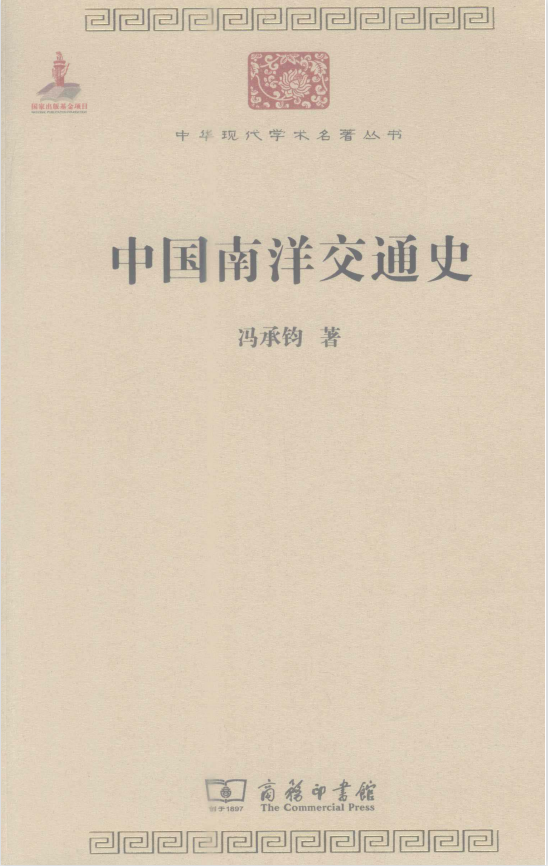 国家出版基金项目
中华现代学术名著丛书
中国南洋交通史
冯承钧 著
商務印書館
创于1897 The Commercial Press